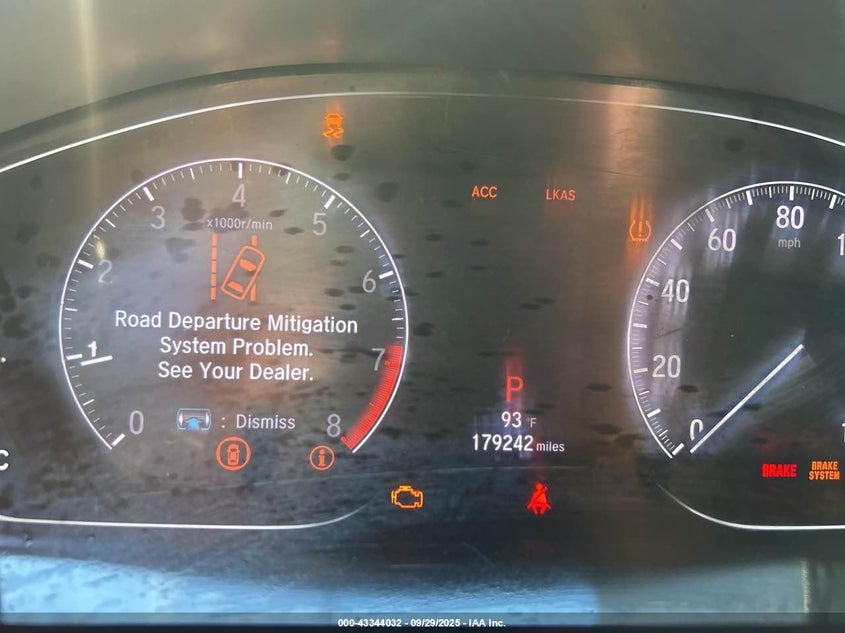 ACC
LKAS
4
3
5
x1000r/min
2
6
Road Departure Mitigation
System Problem.
See Your Dealer.
1
7
0
: Dismiss
8
C
P
93 °F
179242 miles
80
60
mph
1
40
20
0
1
BRAKE
BRAKE
SYSTEM
000-43344032 - 09/29/2025 - IAA Inc.